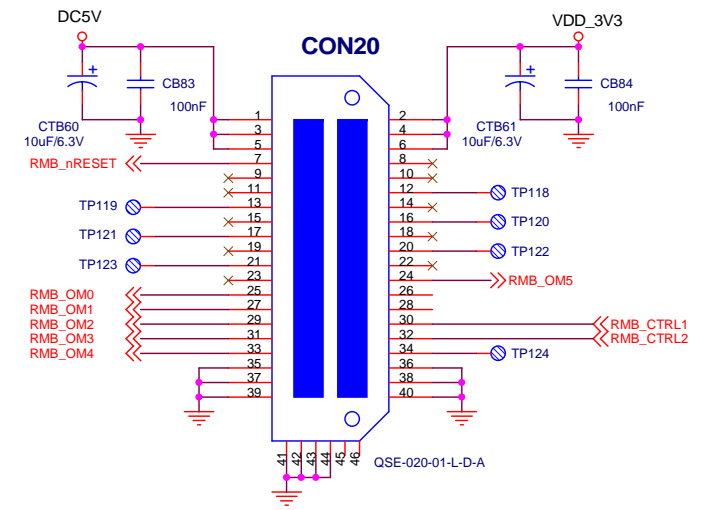 DC5V
VDD_3V3
CON20
CB83
100nF
CTB60
10uF/6.3V
CB84
100nF
CTB61
10uF/6.3V
1 2
3 4
5 6
RMB_nRESET 7 8
9 10
11 12 TP118
TP119 13 14
15 16 TP120
TP121 17 18
19 20 TP122
TP123 21 22
23 24 RMB_OM5
RMB_OM0 25 26
RMB_OM1 27 28
RMB_OM2 29 30 RMB_CTRL1
RMB_OM3 31 32 RMB_CTRL2
RMB_OM4 33 34 TP124
35 36
37 38
39 40
41 42 43 44 45 46
QSE-020-01-L-D-A